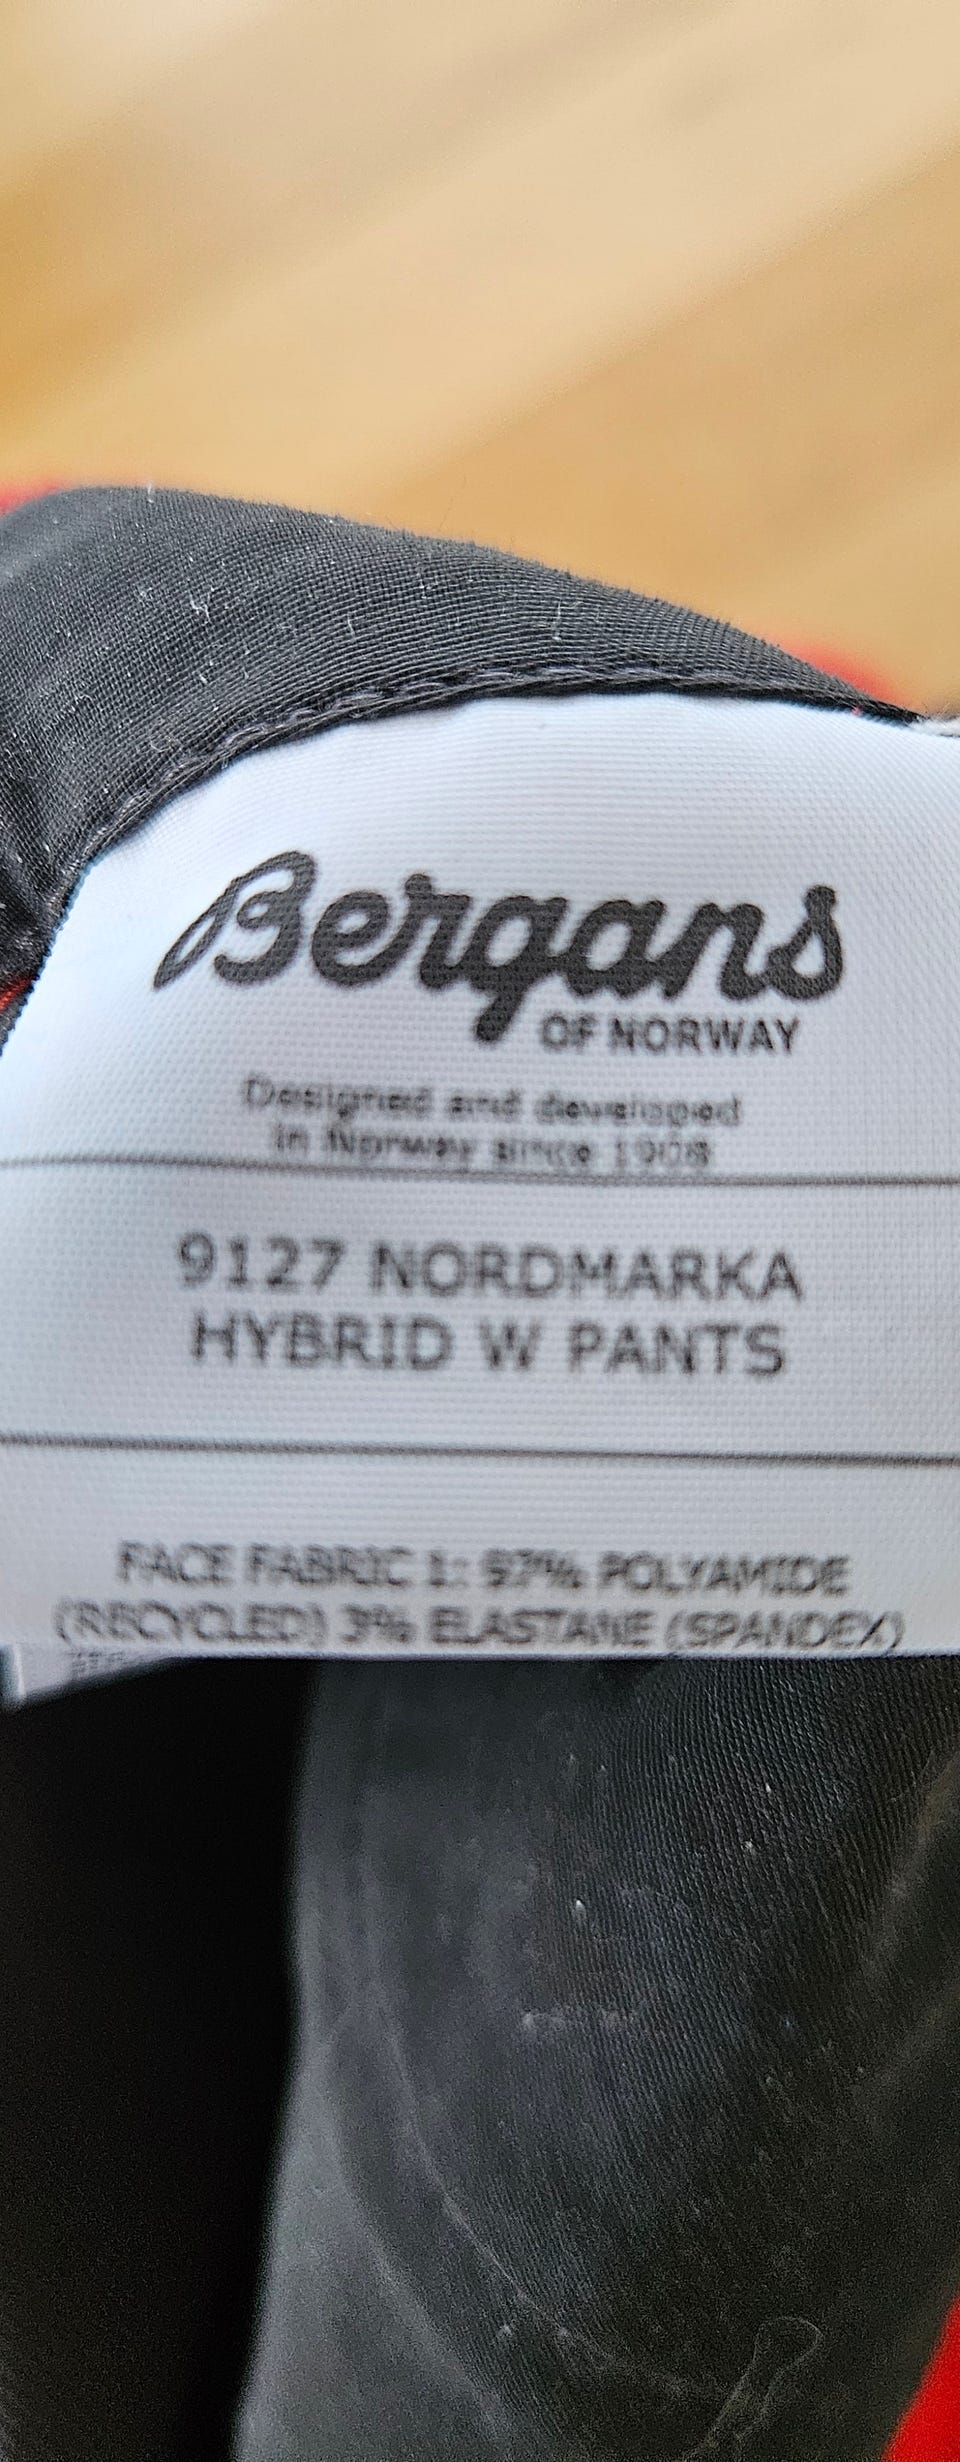 Bergans
OF NORWAY
Designed and developed
in Norway since 1908
9127 NORDMARKA
HYBRID W PANTS
FACE FABRIC 1: 97% POLYAMIDE
(RECYCLED) 3% ELASTANE (SPANDEX)